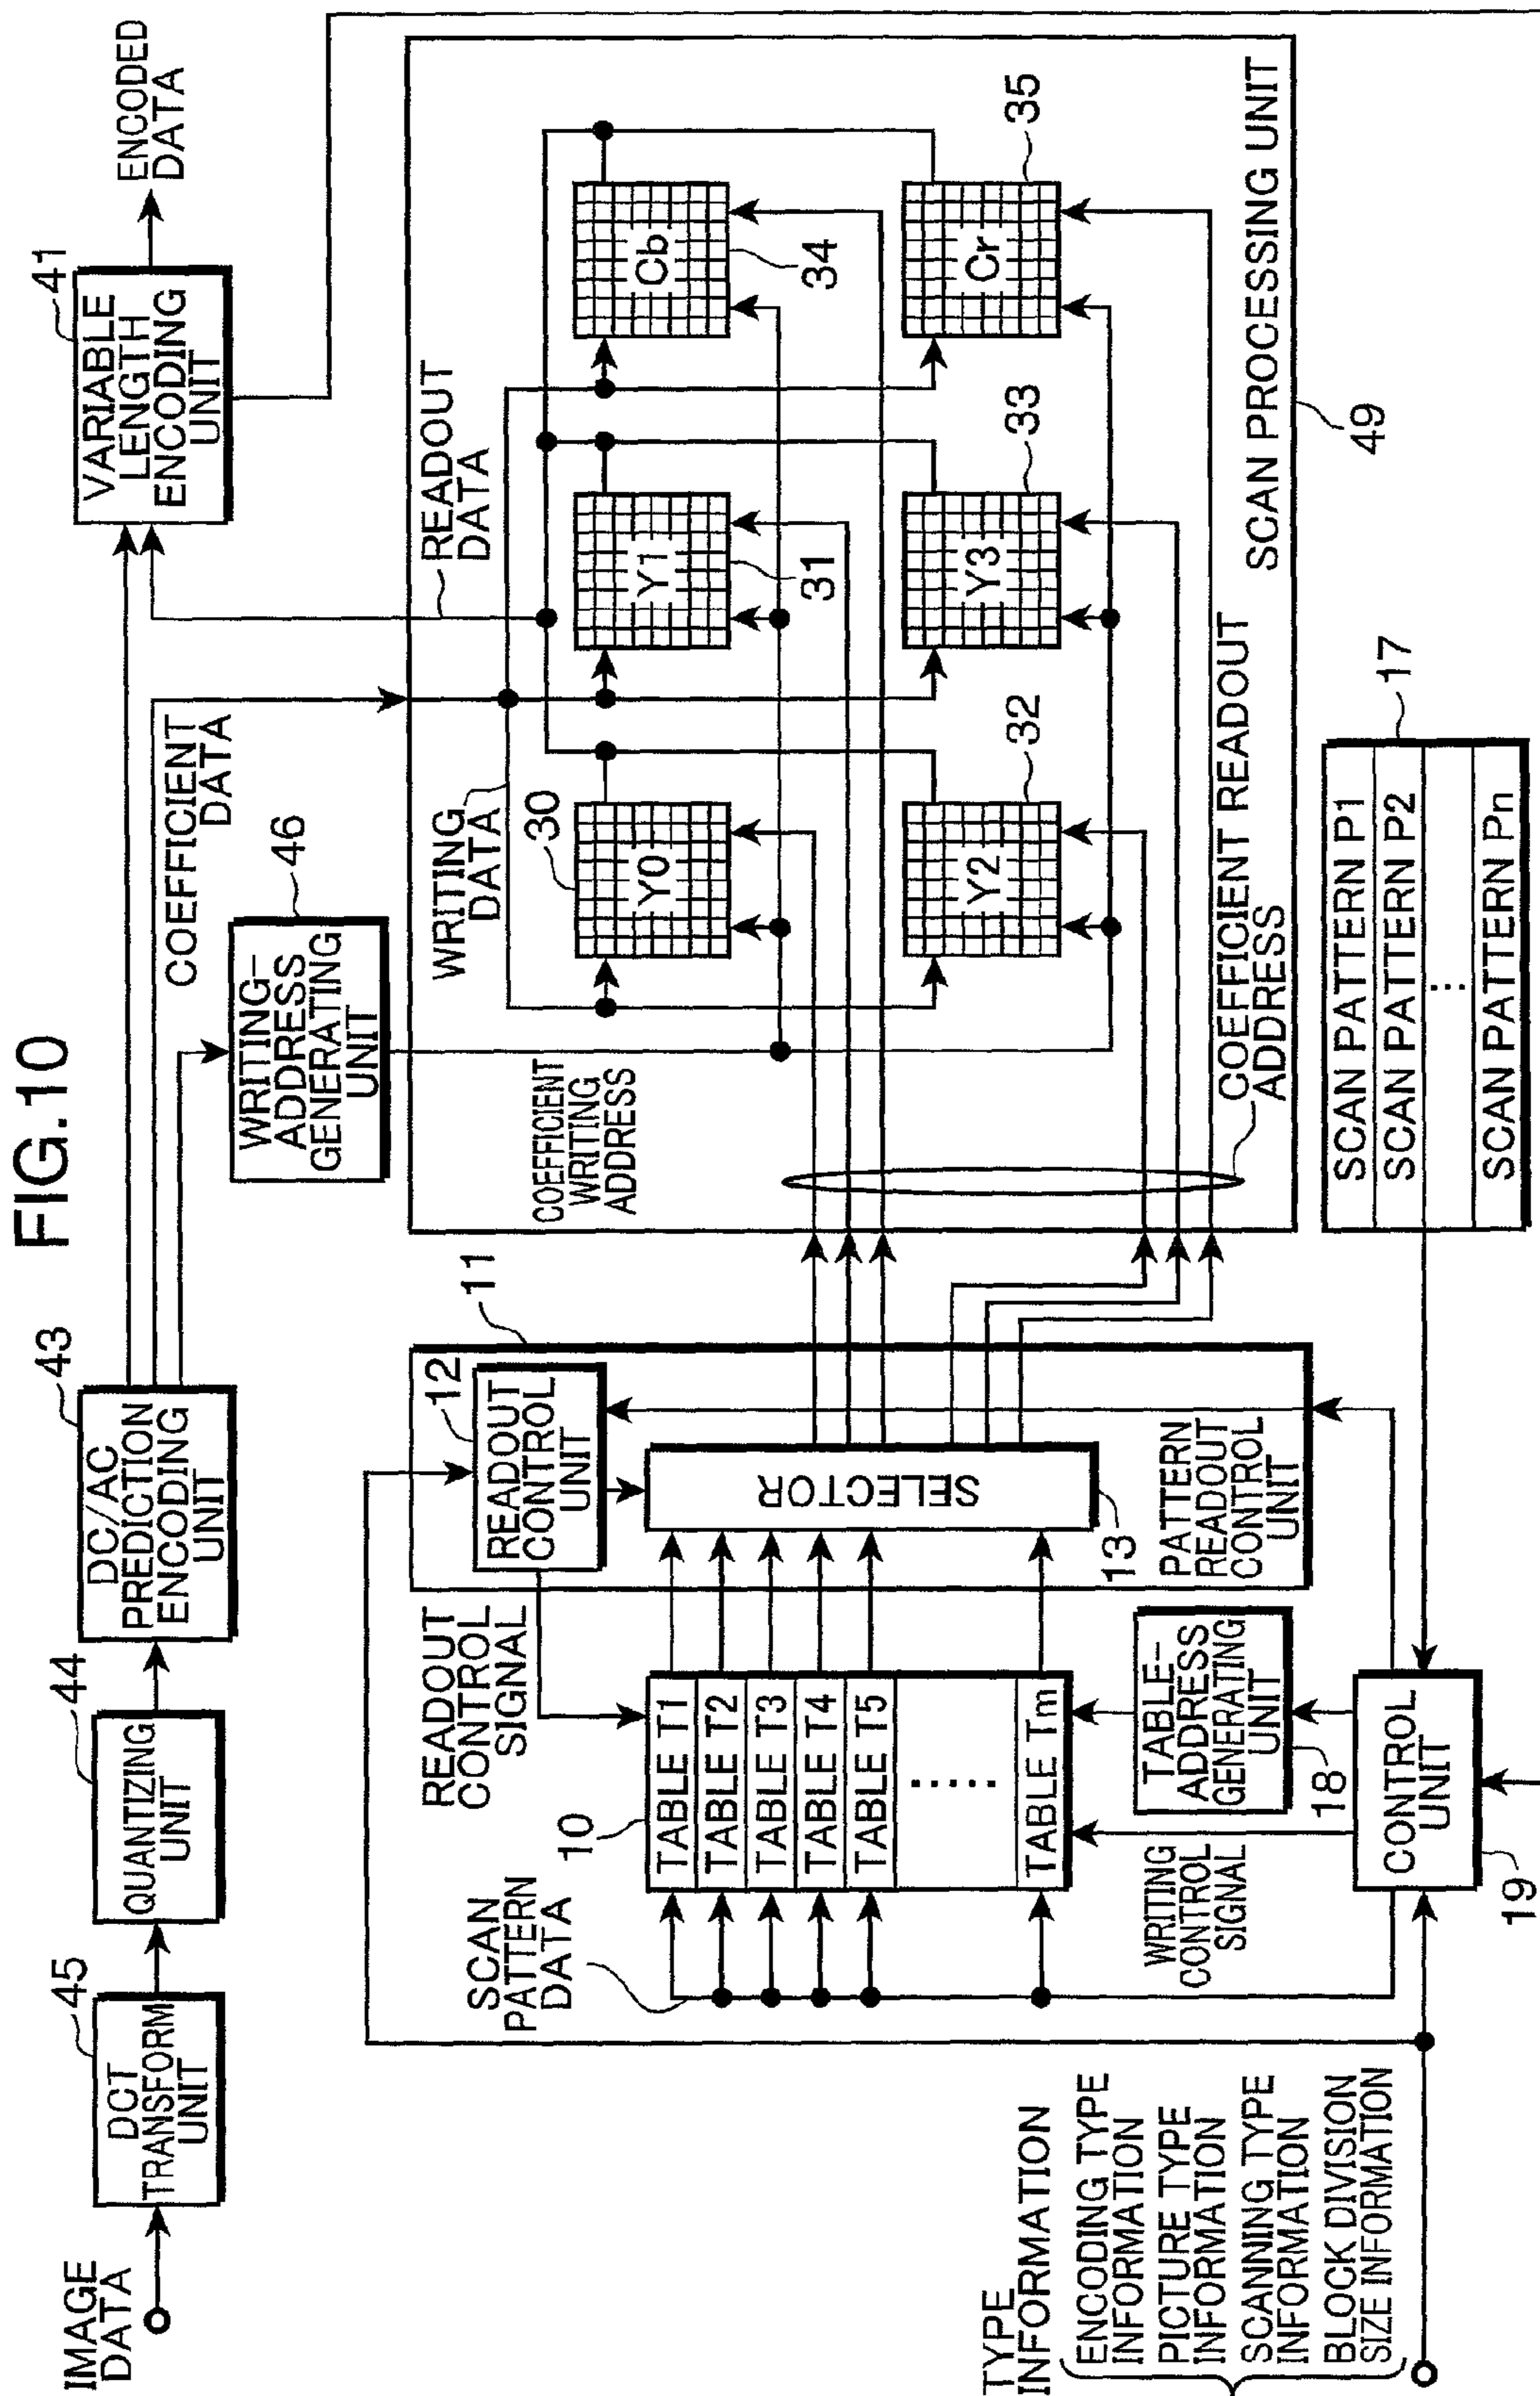 FIG.10
IMAGE
DATA
45
DCT
TRANSFORM
UNIT
44
QUANTIZING
UNIT
43
DC/AC
PREDICTION
ENCODING
UNIT
COEFFICIENT
DATA
41
VARIABLE
LENGTH
ENCODING
UNIT
ENCODED
DATA
46
WRITING-
ADDRESS
GENERATING
UNIT
READOUT
DATA
WRITING
DATA
COEFFICIENT
WRITING
ADDRESS
30
Y0
Y1
31
Cb
34
Y2
32
Y3
33
Cr
35
COEFFICIENT READOUT
ADDRESS
SCAN PROCESSING UNIT
49
11
12
READOUT
CONTROL
UNIT
SELECTOR
13
PATTERN
READOUT
CONTROL
UNIT
READOUT
CONTROL
SIGNAL
SCAN
PATTERN
DATA
10
TABLE T1
TABLE T2
TABLE T3
TABLE T4
TABLE T5
.....
TABLE Tm
WRITING
CONTROL
SIGNAL
TABLE-
ADDRESS
GENERATING
UNIT
18
CONTROL
UNIT
19
17
SCAN PATTERN P1
SCAN PATTERN P2
...
SCAN PATTERN Pn
TYPE
INFORMATION
ENCODING TYPE
INFORMATION
PICTURE TYPE
INFORMATION
SCANNING TYPE
INFORMATION
BLOCK DIVISION
SIZE INFORMATION